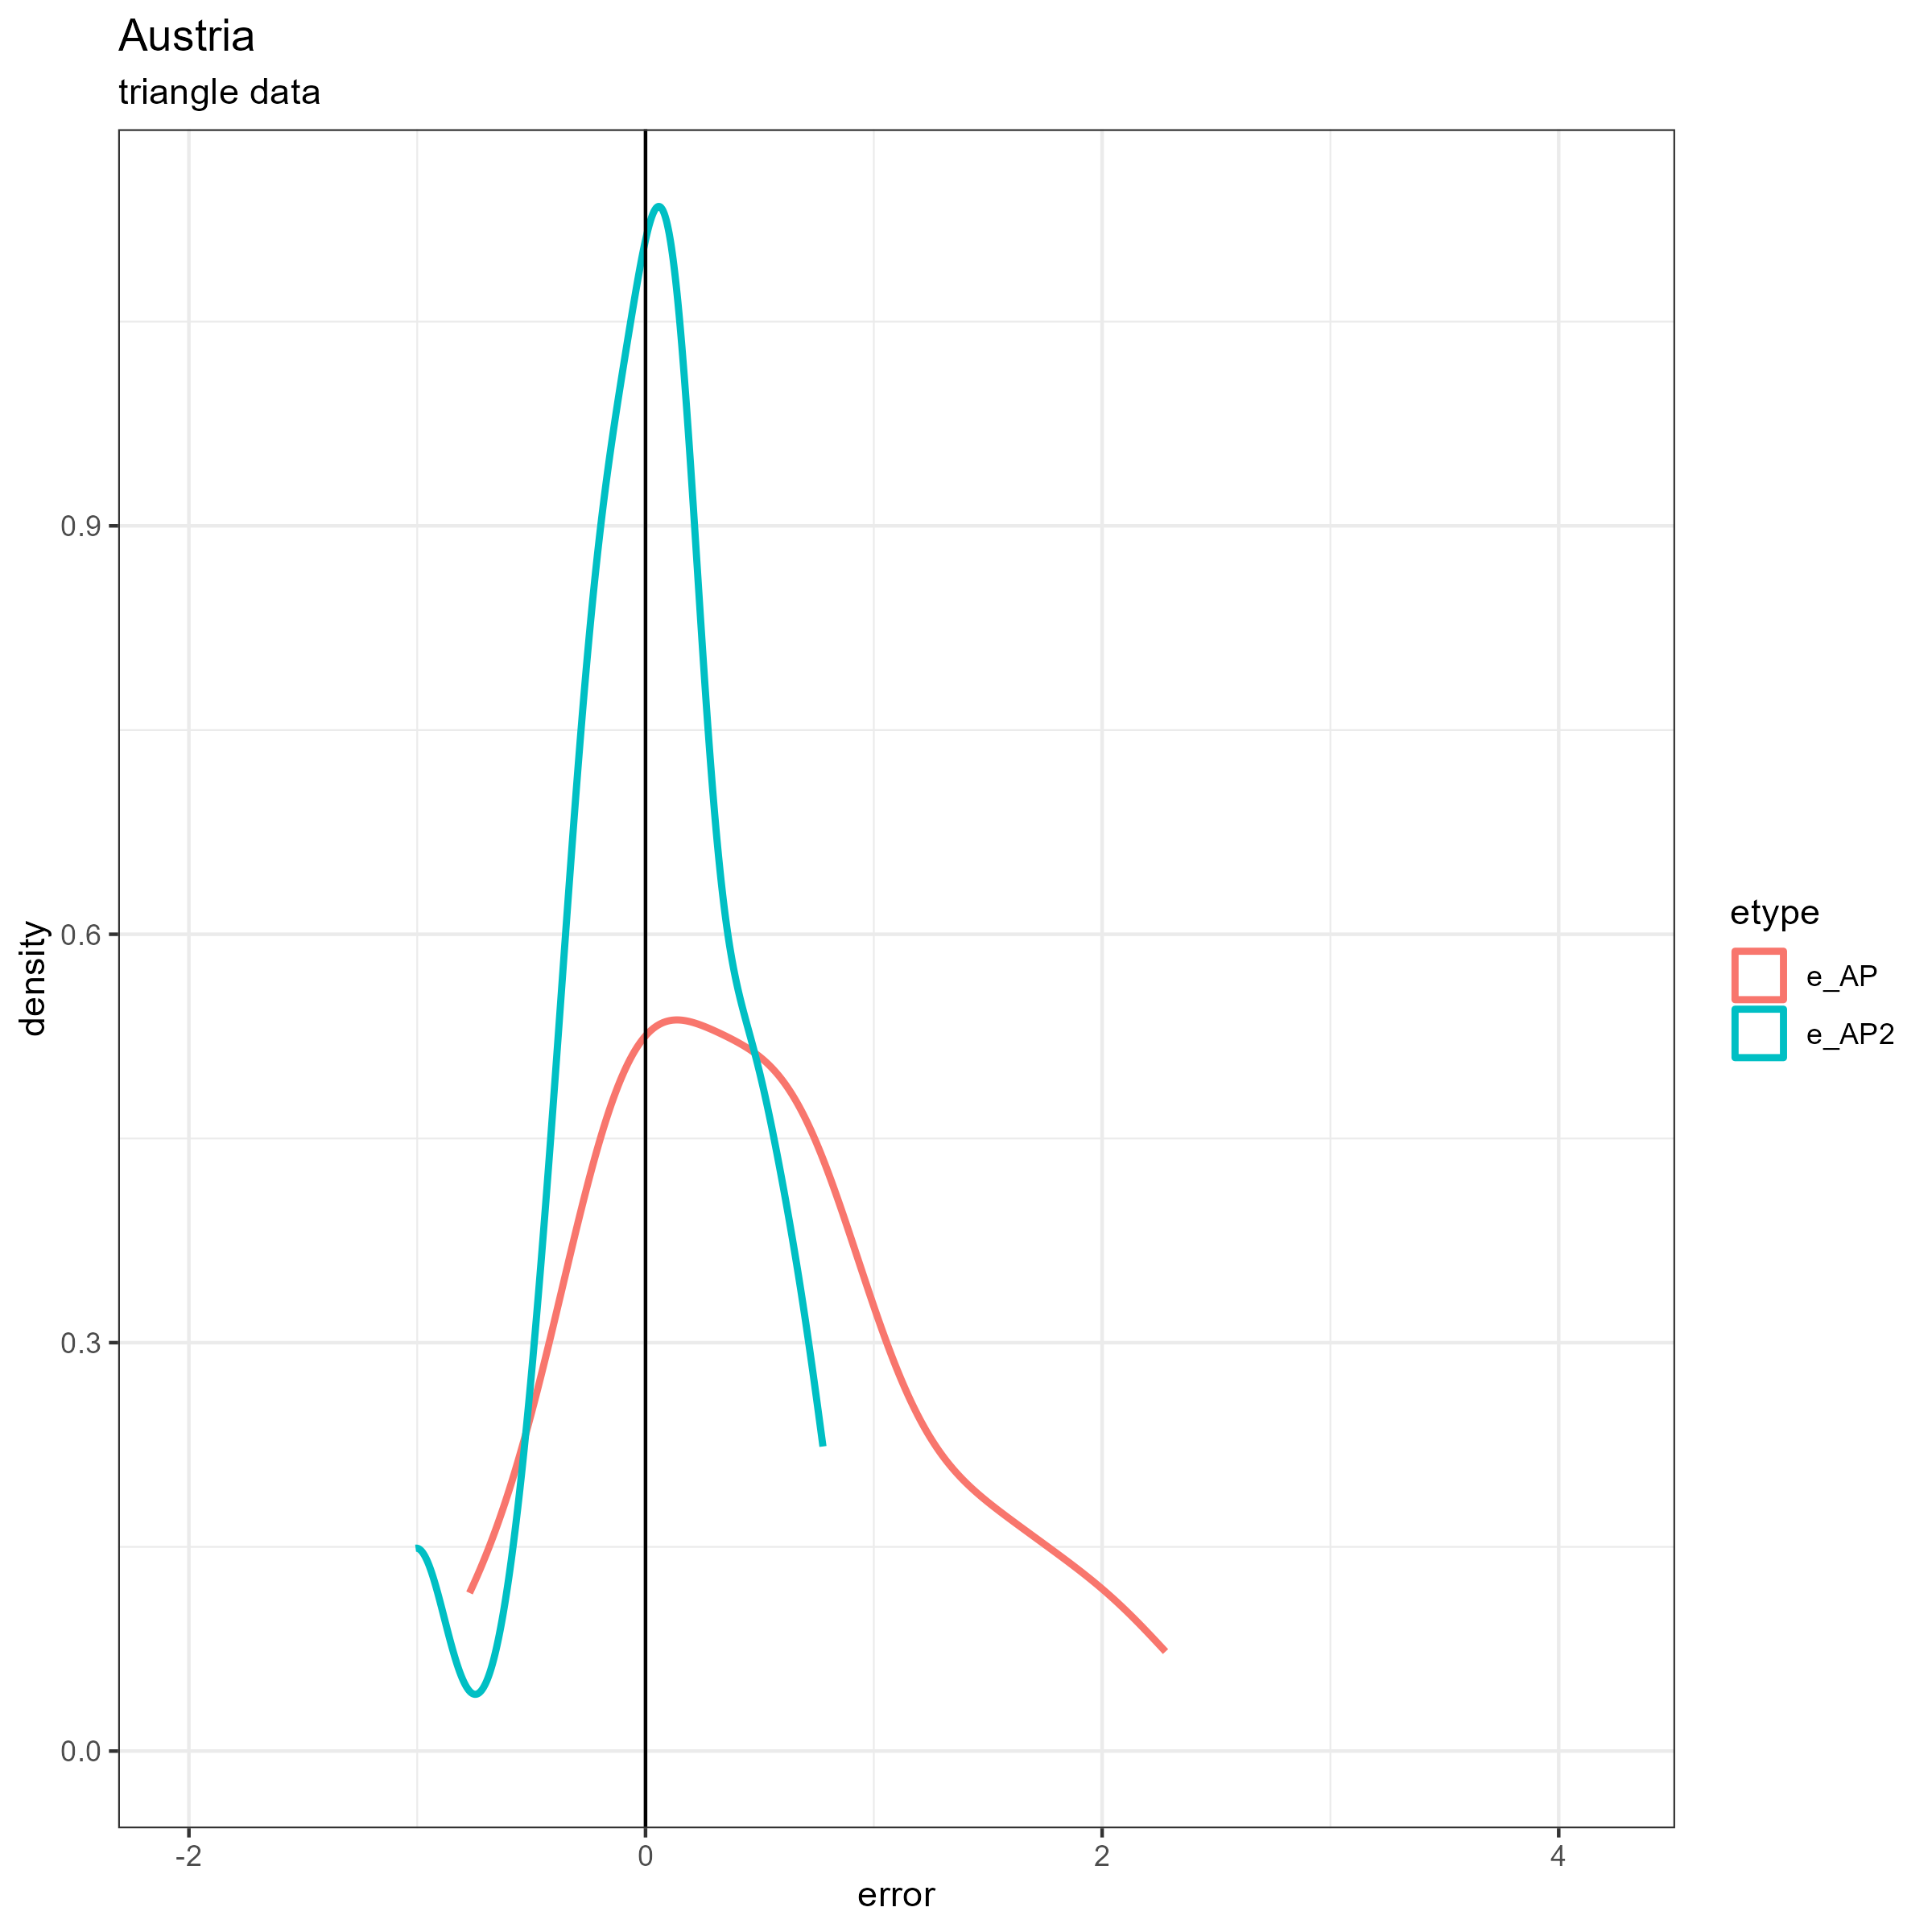 Austria
triangle data
density
0.9
0.6
0.3
0.0
-2
0
2
4
error
etype
e_AP
e_AP2